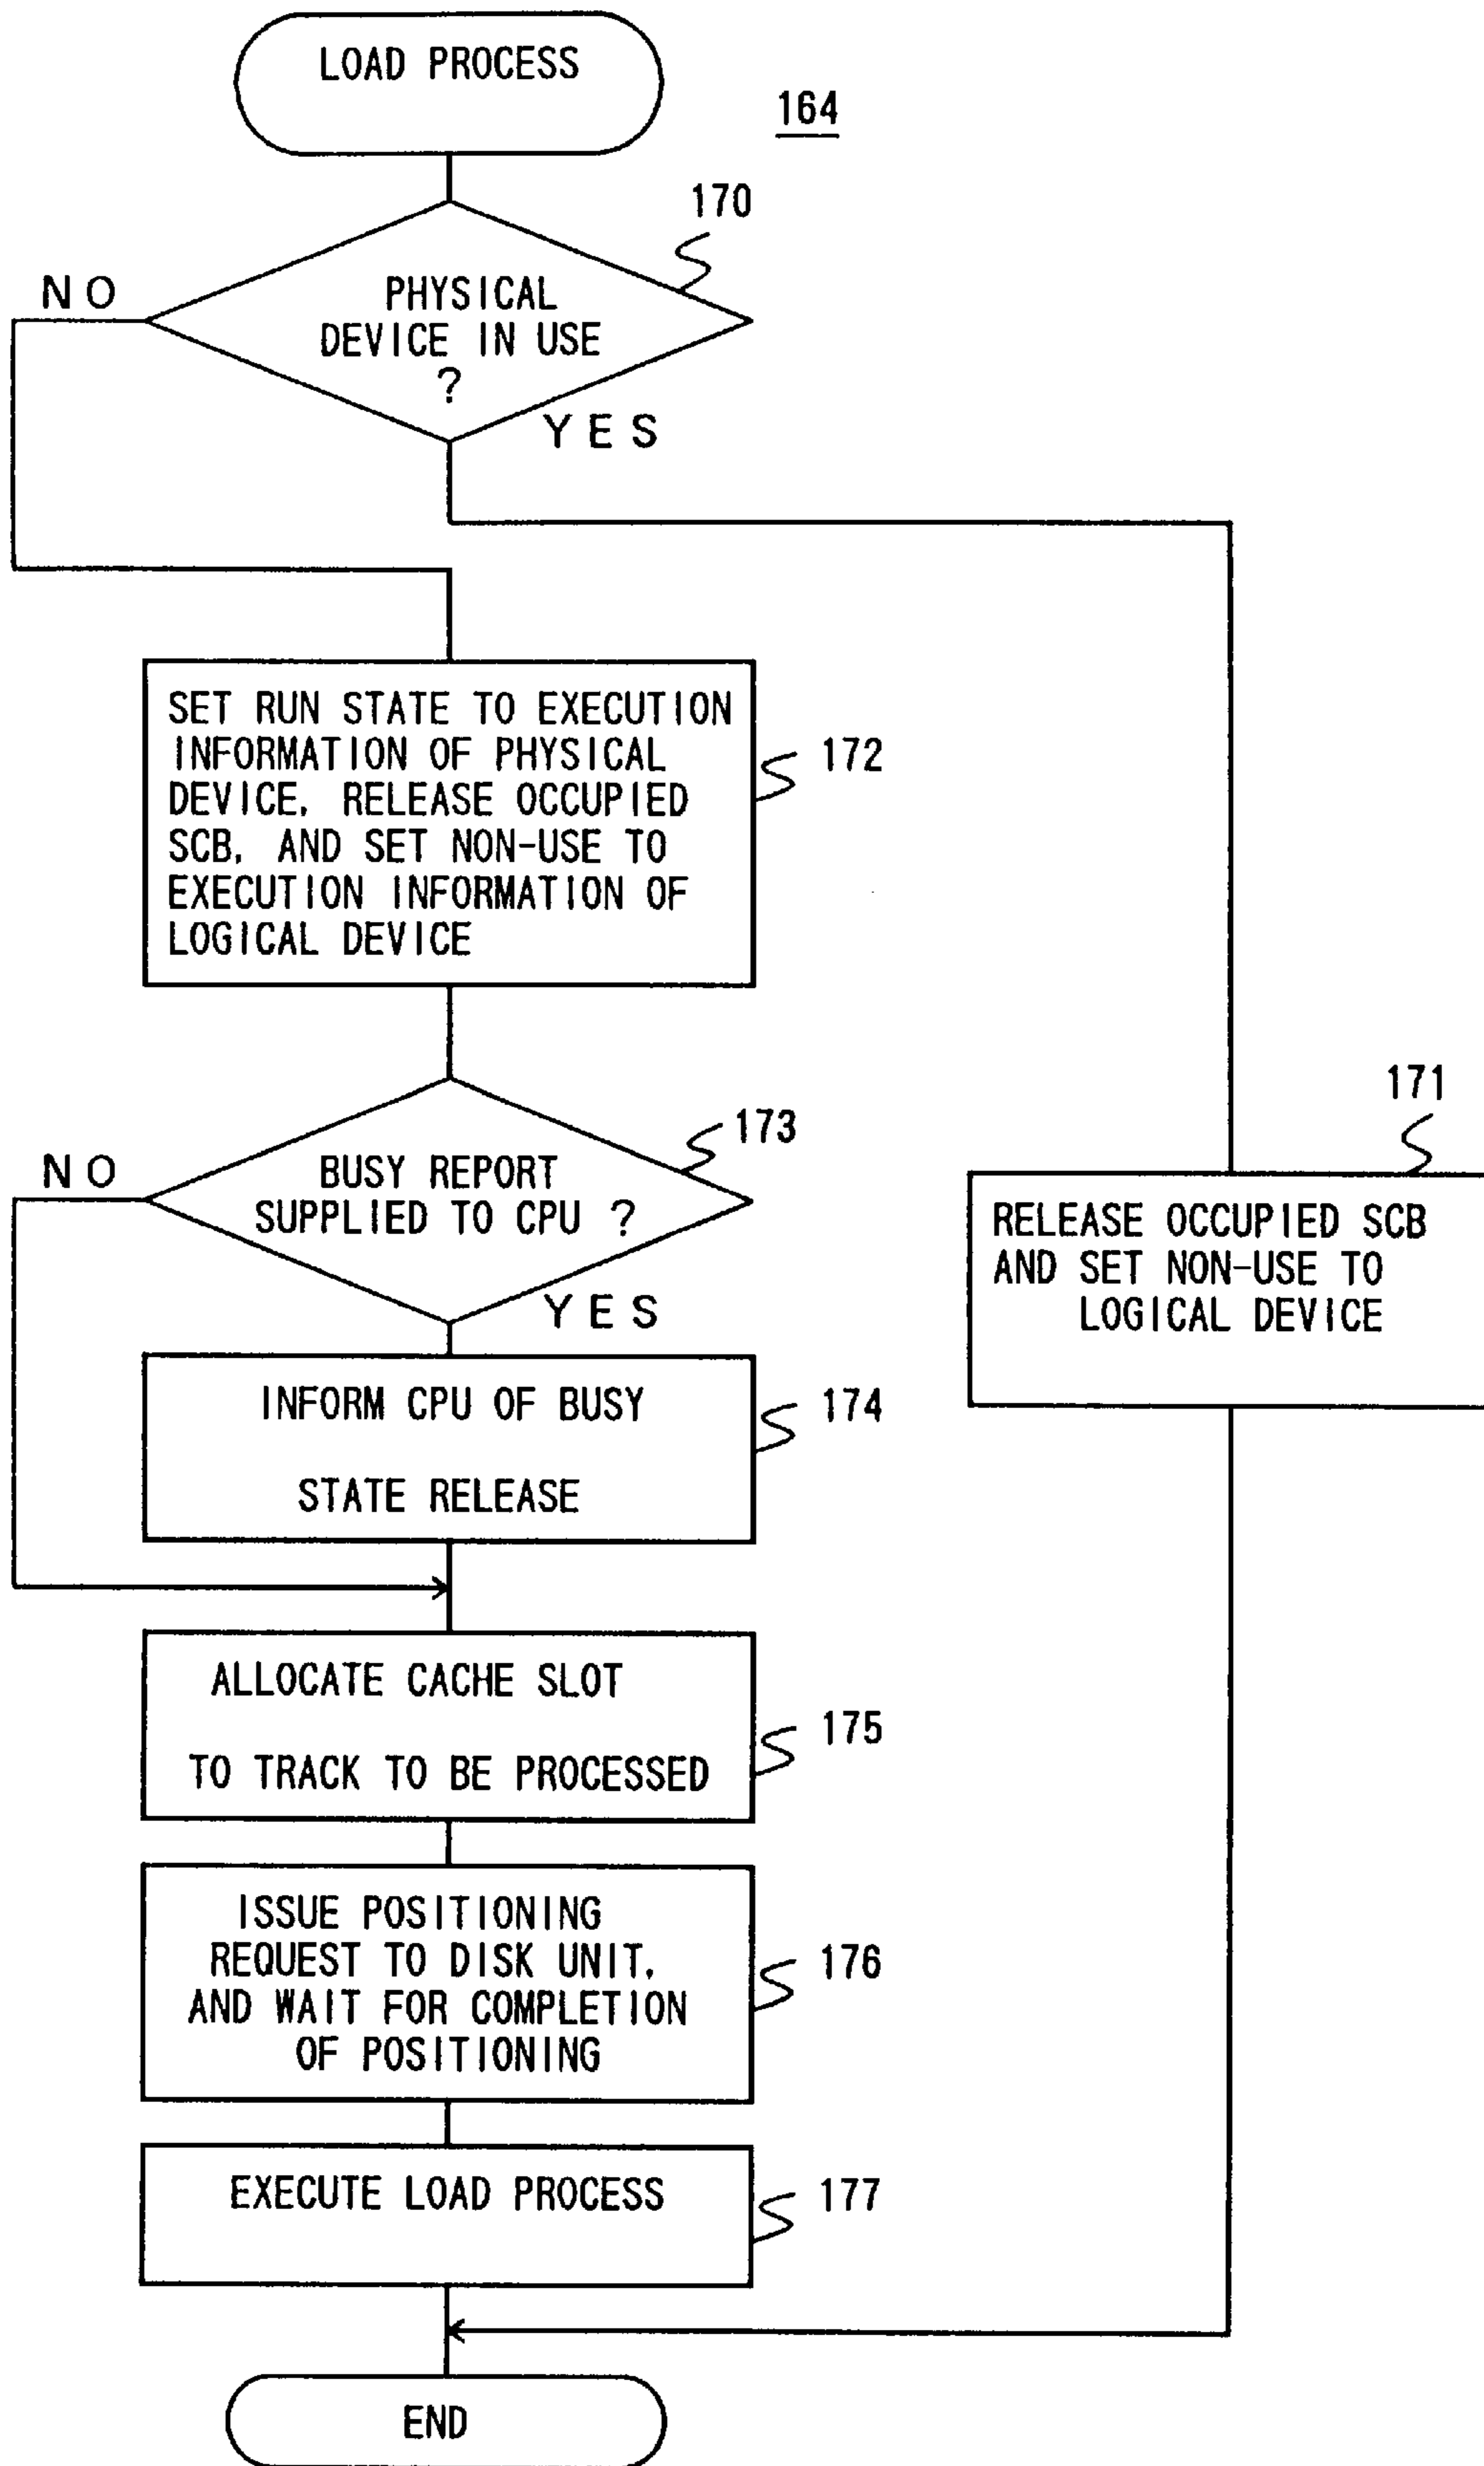 LOAD PROCESS
164
170
NO
PHYSICAL
DEVICE IN USE
?
YES
SET RUN STATE TO EXECUTION
INFORMATION OF PHYSICAL
DEVICE, RELEASE OCCUPIED
SCB, AND SET NON-USE TO
EXECUTION INFORMATION OF
LOGICAL DEVICE
172
173
NO
BUSY REPORT
SUPPLIED TO CPU ?
YES
171
RELEASE OCCUPIED SCB
AND SET NON-USE TO
LOGICAL DEVICE
INFORM CPU OF BUSY
STATE RELEASE
174
ALLOCATE CACHE SLOT
TO TRACK TO BE PROCESSED
175
ISSUE POSITIONING
REQUEST TO DISK UNIT,
AND WAIT FOR COMPLETION
OF POSITIONING
176
EXECUTE LOAD PROCESS
177
END